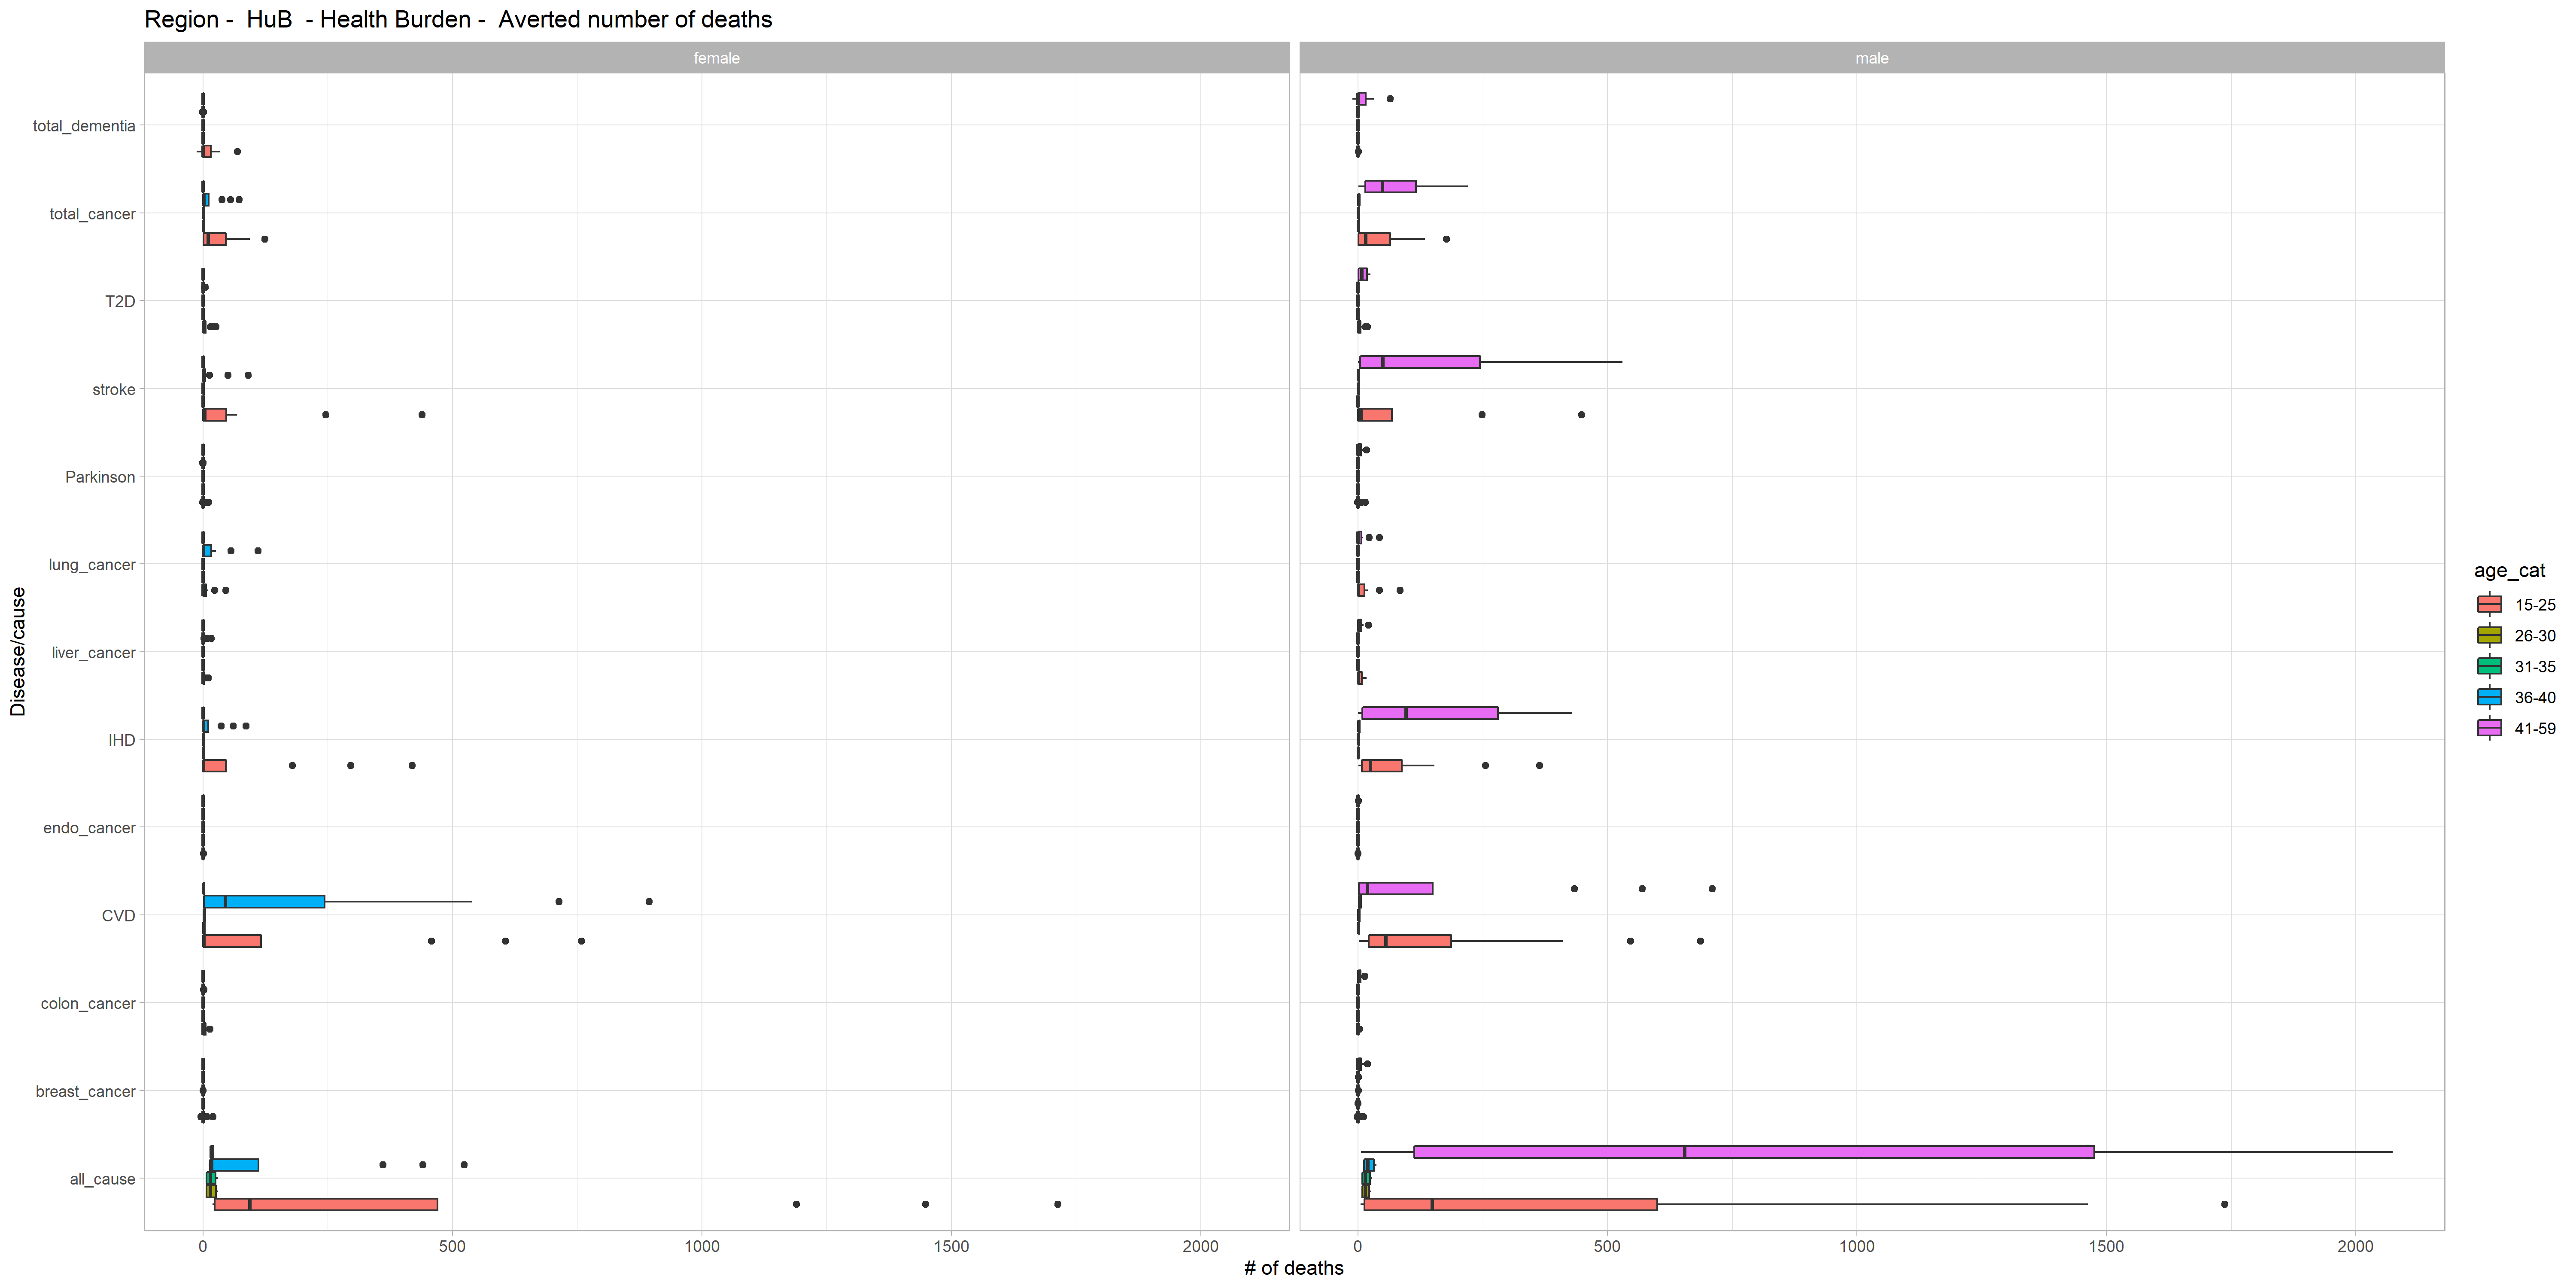 Region -  HuB  - Health Burden -  Averted number of deaths
female
male
Disease/cause
total_dementia
total_cancer
T2D
stroke
Parkinson
lung_cancer
liver_cancer
IHD
endo_cancer
CVD
colon_cancer
breast_cancer
all_cause
0 500 1000 1500 2000
0 500 1000 1500 2000
# of deaths
age_cat
15-25
26-30
31-35
36-40
41-59